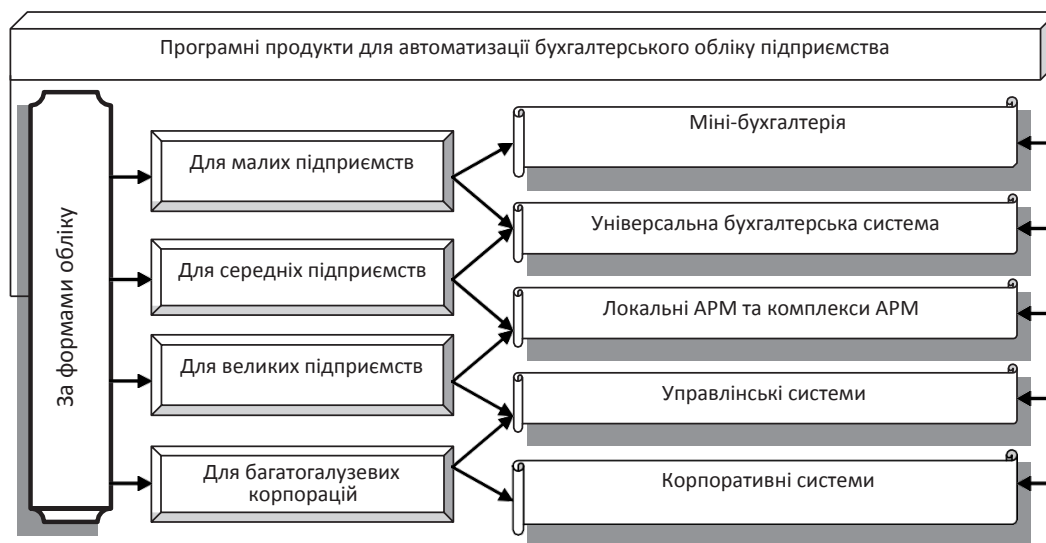 Програмні продукти для автоматизації бухгалтерського обліку підприємства
За формами обліку
Для малих підприємств
Для середніх підприємств
Для великих підприємств
Для багатогалузевих
корпорацій
Міні-бухгалтерія
Універсальна бухгалтерська система
Локальні АРМ та комплекси АРМ
Управлінські системи
Корпоративні системи